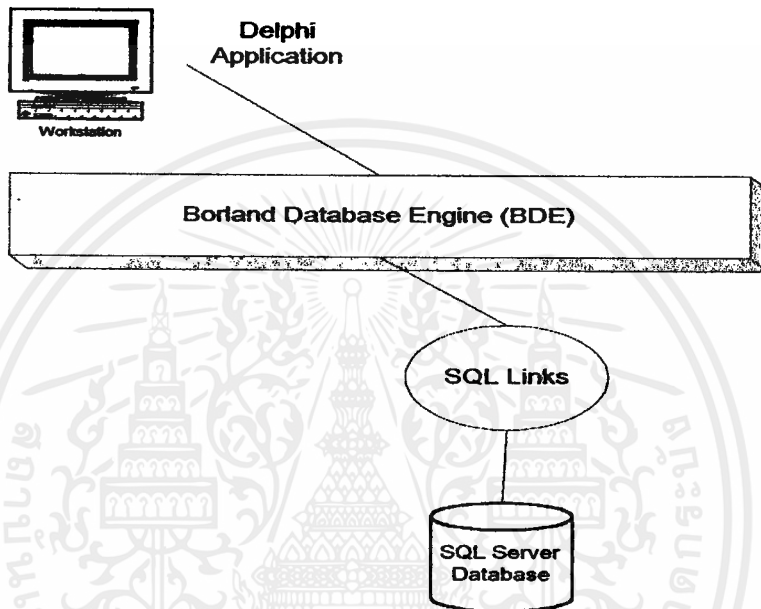 Delphi
Application
Workstation
Borland Database Engine (BDE)
SQL Links
SQL Server
Database